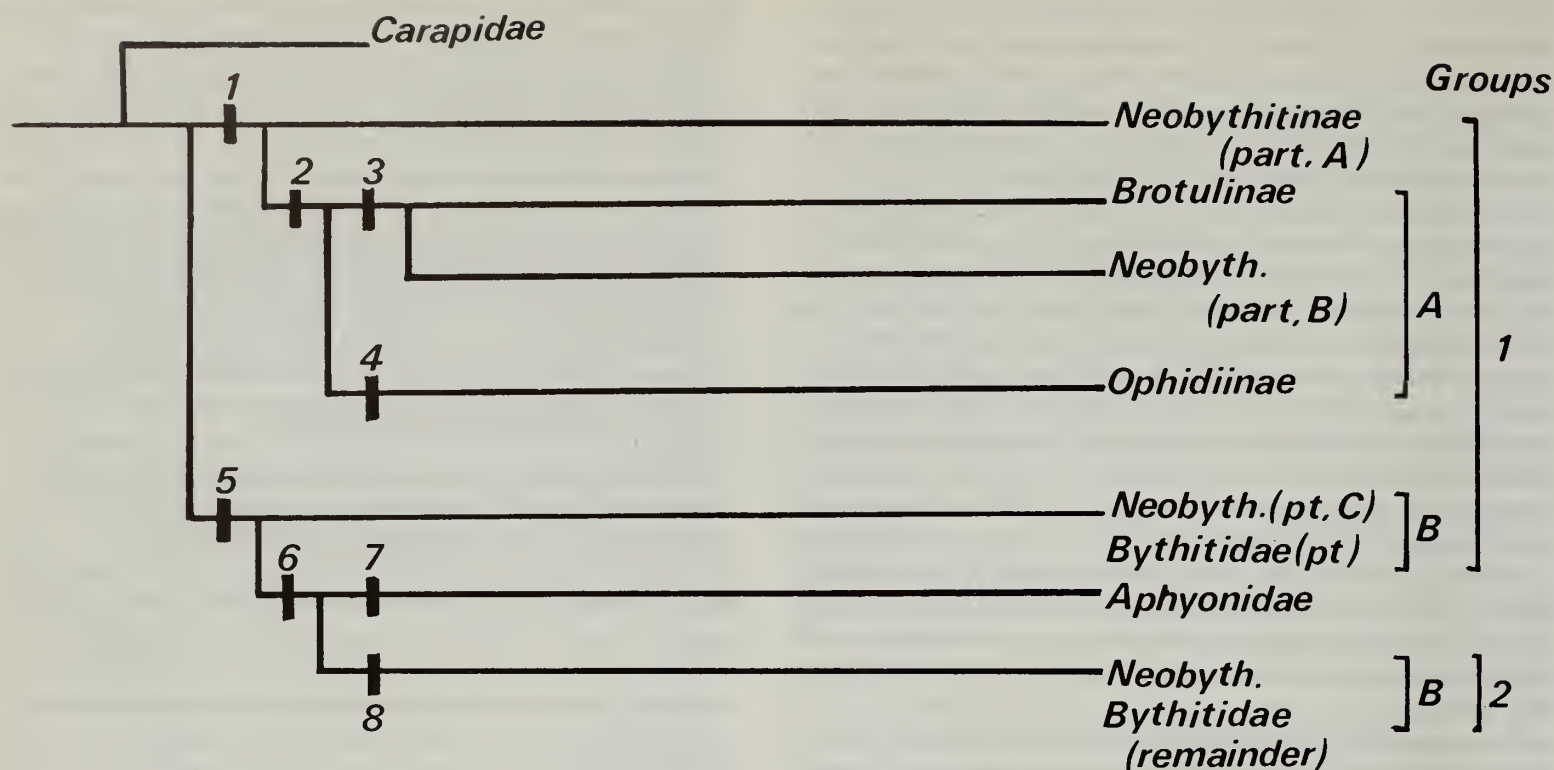 Carapidae
Groups
1
Neobythitinae
(part. A)
2
3
Brotulinae
Neobyth.
(part, B)
A
1
4
Ophidiinae
5
Neobyth.(pt, C)
Bythitidae(pt)
B
6
7
Aphyonidae
8
Neobyth.
Bythitidae
(remainder)
B
2